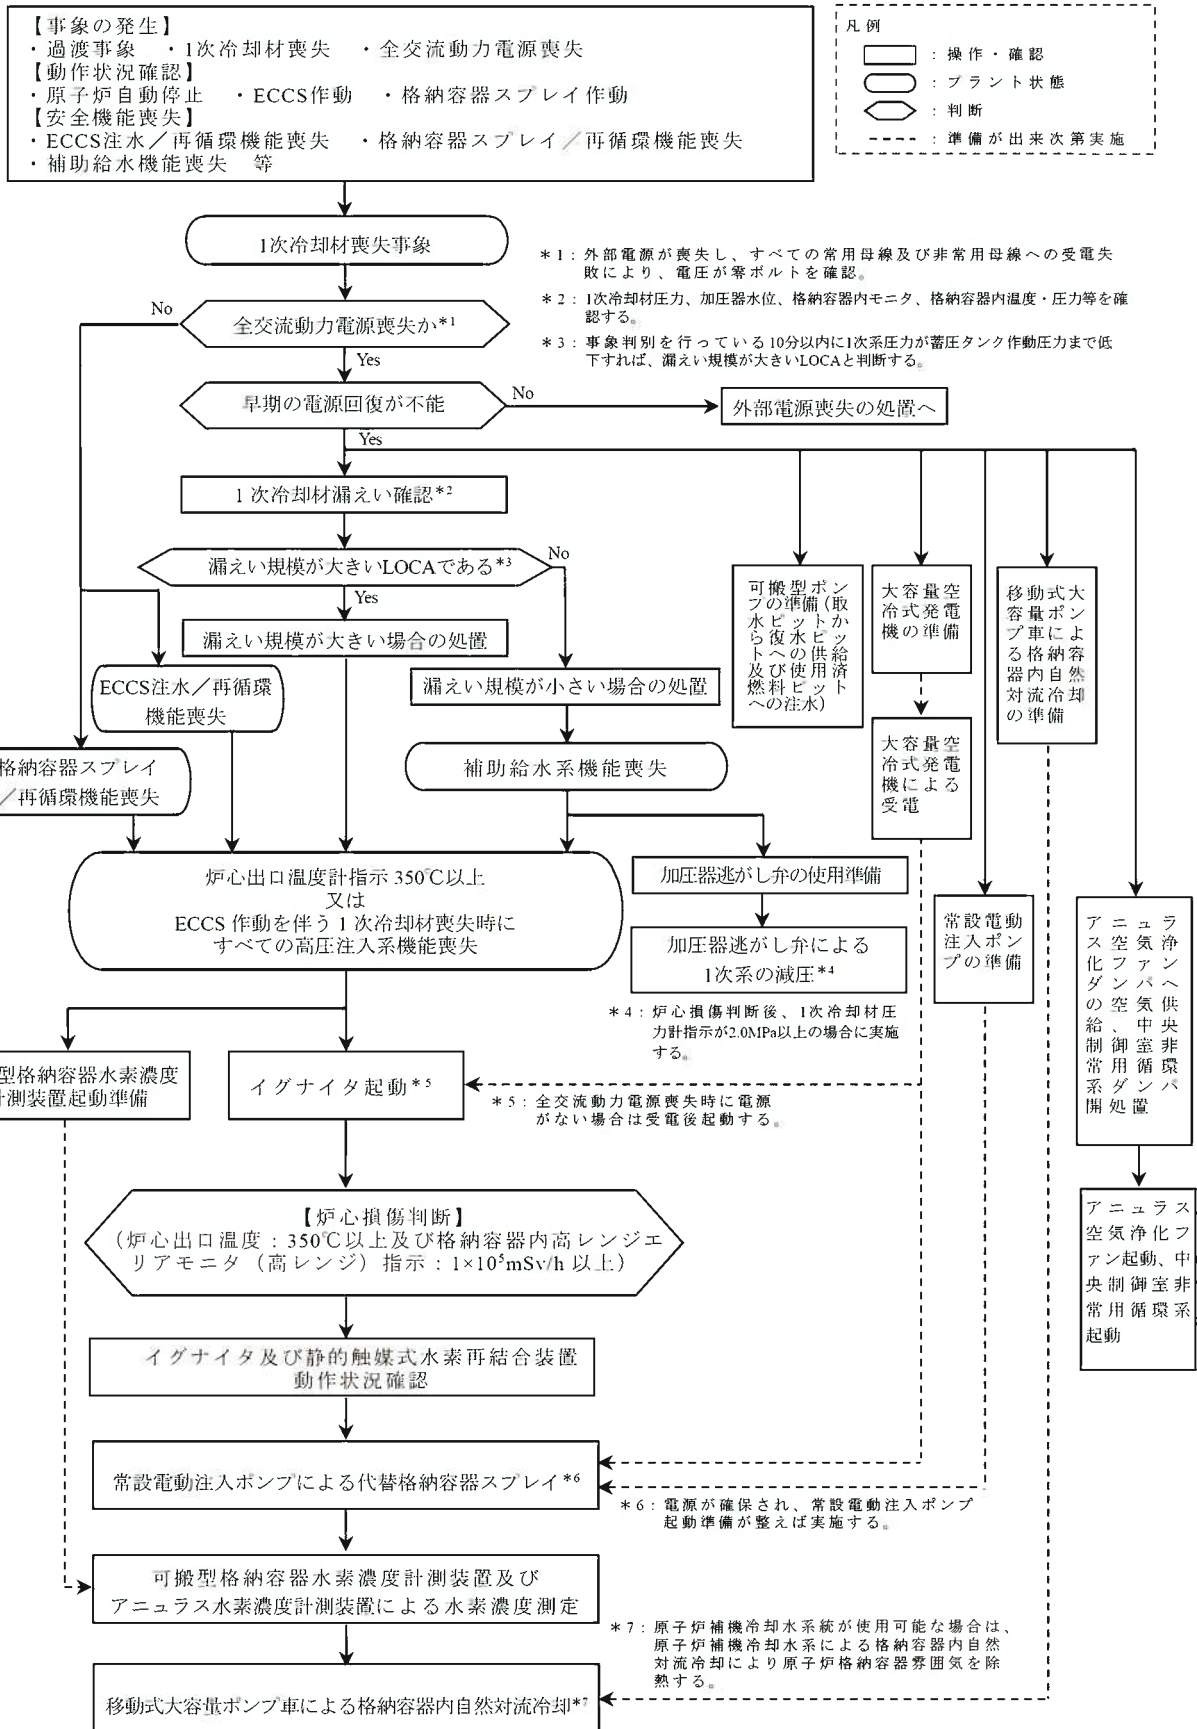 【事象の発生】
・過渡事象　・1次冷却材喪失　・全交流動力電源喪失
【動作状況確認】
・原子炉自動停止　・ECCS作動　・格納容器スプレイ作動
【安全機能喪失】
・ECCS注水／再循環機能喪失　・格納容器スプレイ／再循環機能喪失
・補助給水機能喪失　等
凡例
：操作・確認
：プラント状態
：判断
：準備が出来次第実施
1次冷却材喪失事象
＊1：外部電源が喪失し、すべての常用母線及び非常用母線への受電失
敗により、電圧が零ボルトを確認。
＊2：1次冷却材圧力、加圧器水位、格納容器内モニタ、格納容器内温度・圧力等を確
認する。
＊3：事象判別を行っている10分以内に1次系圧力が蓄圧タンク作動圧力まで低
下すれば、漏えい規模が大きいLOCAと判断する。
No
全交流動力電源喪失か＊1
Yes
早期の電源回復が不能
No
外部電源喪失の処置へ
Yes
1次冷却材漏えい確認＊2
漏えい規模が大きいLOCAである＊3
No
Yes
漏えい規模が大きい場合の処置
漏えい規模が小さい場合の処置
ECCS注水／再循環
機能喪失
補助給水系機能喪失
格納容器スプレイ
／再循環機能喪失
可搬型ポン
プの準備（取
水ピットか
ら復水ピッ
トへの供給
及び使用済
燃料ピット
への注水）
大容量空
冷式発電
機の準備
大容量空
冷式発電
機による
受電
移動式大
容量ポン
プ車によ
る格納容
器内自然
対流冷却
の準備
炉心出口温度計指示 350℃以上
又は
ECCS 作動を伴う 1 次冷却材喪失時に
すべての高圧注入系機能喪失
加圧器逃がし弁の使用準備
加圧器逃がし弁による
1次系の減圧＊4
＊4：炉心損傷判断後、1次冷却材圧
力計指示が2.0MPa以上の場合に実施
する。
常設電動
注入ポン
プの準備
アニュラ
ス空気浄
化ファン
ダンパへ
の空気供
給、中央
制御室非
常用循環
系ダンパ
開処置
アニュラス
空気浄化フ
ァン起動、中
央制御室非
常用循環系
起動
型格納容器水素濃度
計測装置起動準備
イグナイタ起動＊5
＊5：全交流動力電源喪失時に電源
がない場合は受電後起動する。
【炉心損傷判断】
（炉心出口温度：350℃以上及び格納容器内高レンジエ
リアモニタ（高レンジ）指示：1×10⁵mSv/h 以上）
イグナイタ及び静的触媒式水素再結合装置
動作状況確認
常設電動注入ポンプによる代替格納容器スプレイ＊6
＊6：電源が確保され、常設電動注入ポンプ
起動準備が整えば実施する。
可搬型格納容器水素濃度計測装置及び
アニュラス水素濃度計測装置による水素濃度測定
＊7：原子炉補機冷却水系統が使用可能な場合は、
原子炉補機冷却水系による格納容器内自然
対流冷却により原子炉格納容器雰囲気を除
熱する。
移動式大容量ポンプ車による格納容器内自然対流冷却＊7